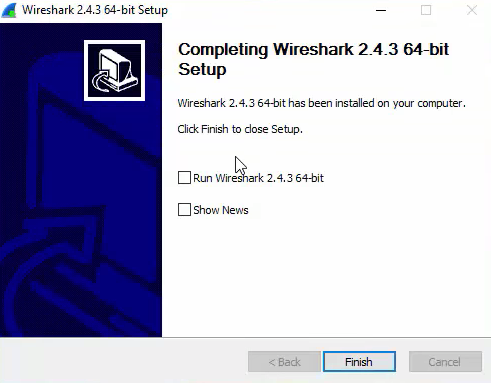 Wireshark 2.4.3 64-bit Setup
Completing Wireshark 2.4.3 64-bit
Setup
Wireshark 2.4.3 64-bit has been installed on your computer.
Click Finish to close Setup.
Run Wireshark 2.4.3 64-bit
Show News
< Back
Finish
Cancel